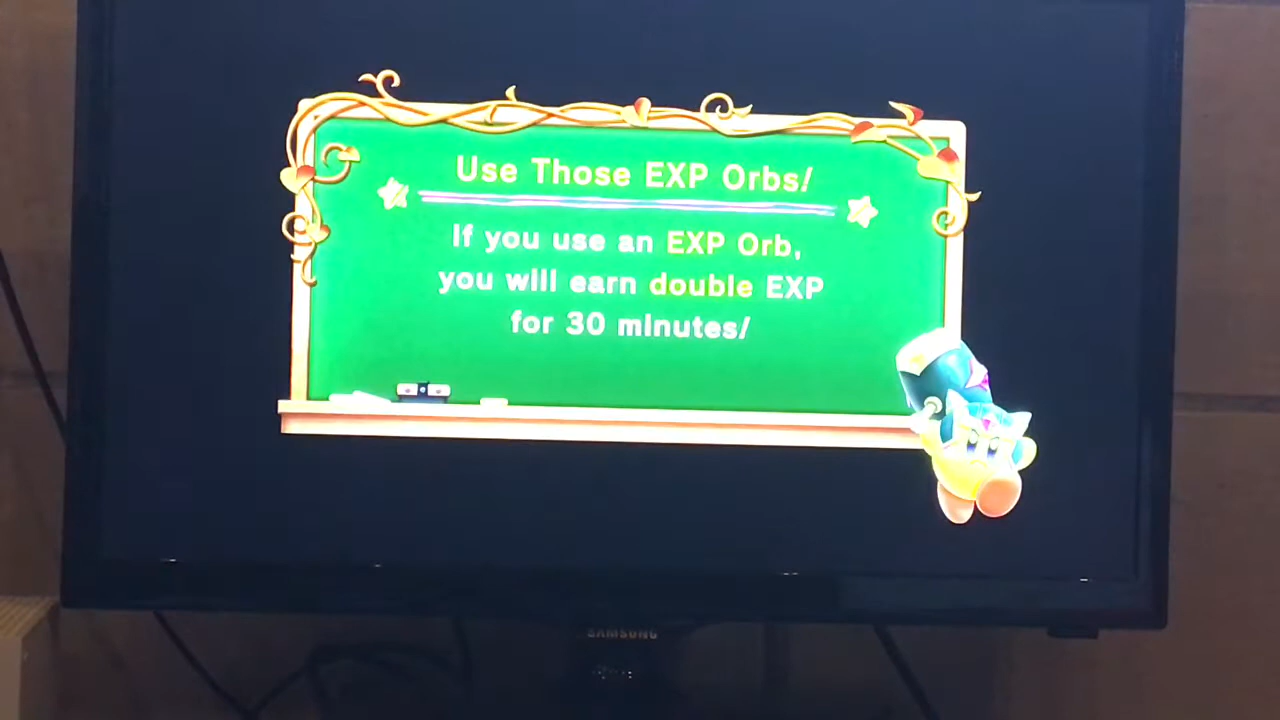 Use Those EXP Orbs!
If you use an EXP Orb,
you will earn double EXP
for 30 minutes!
SAMSUNG